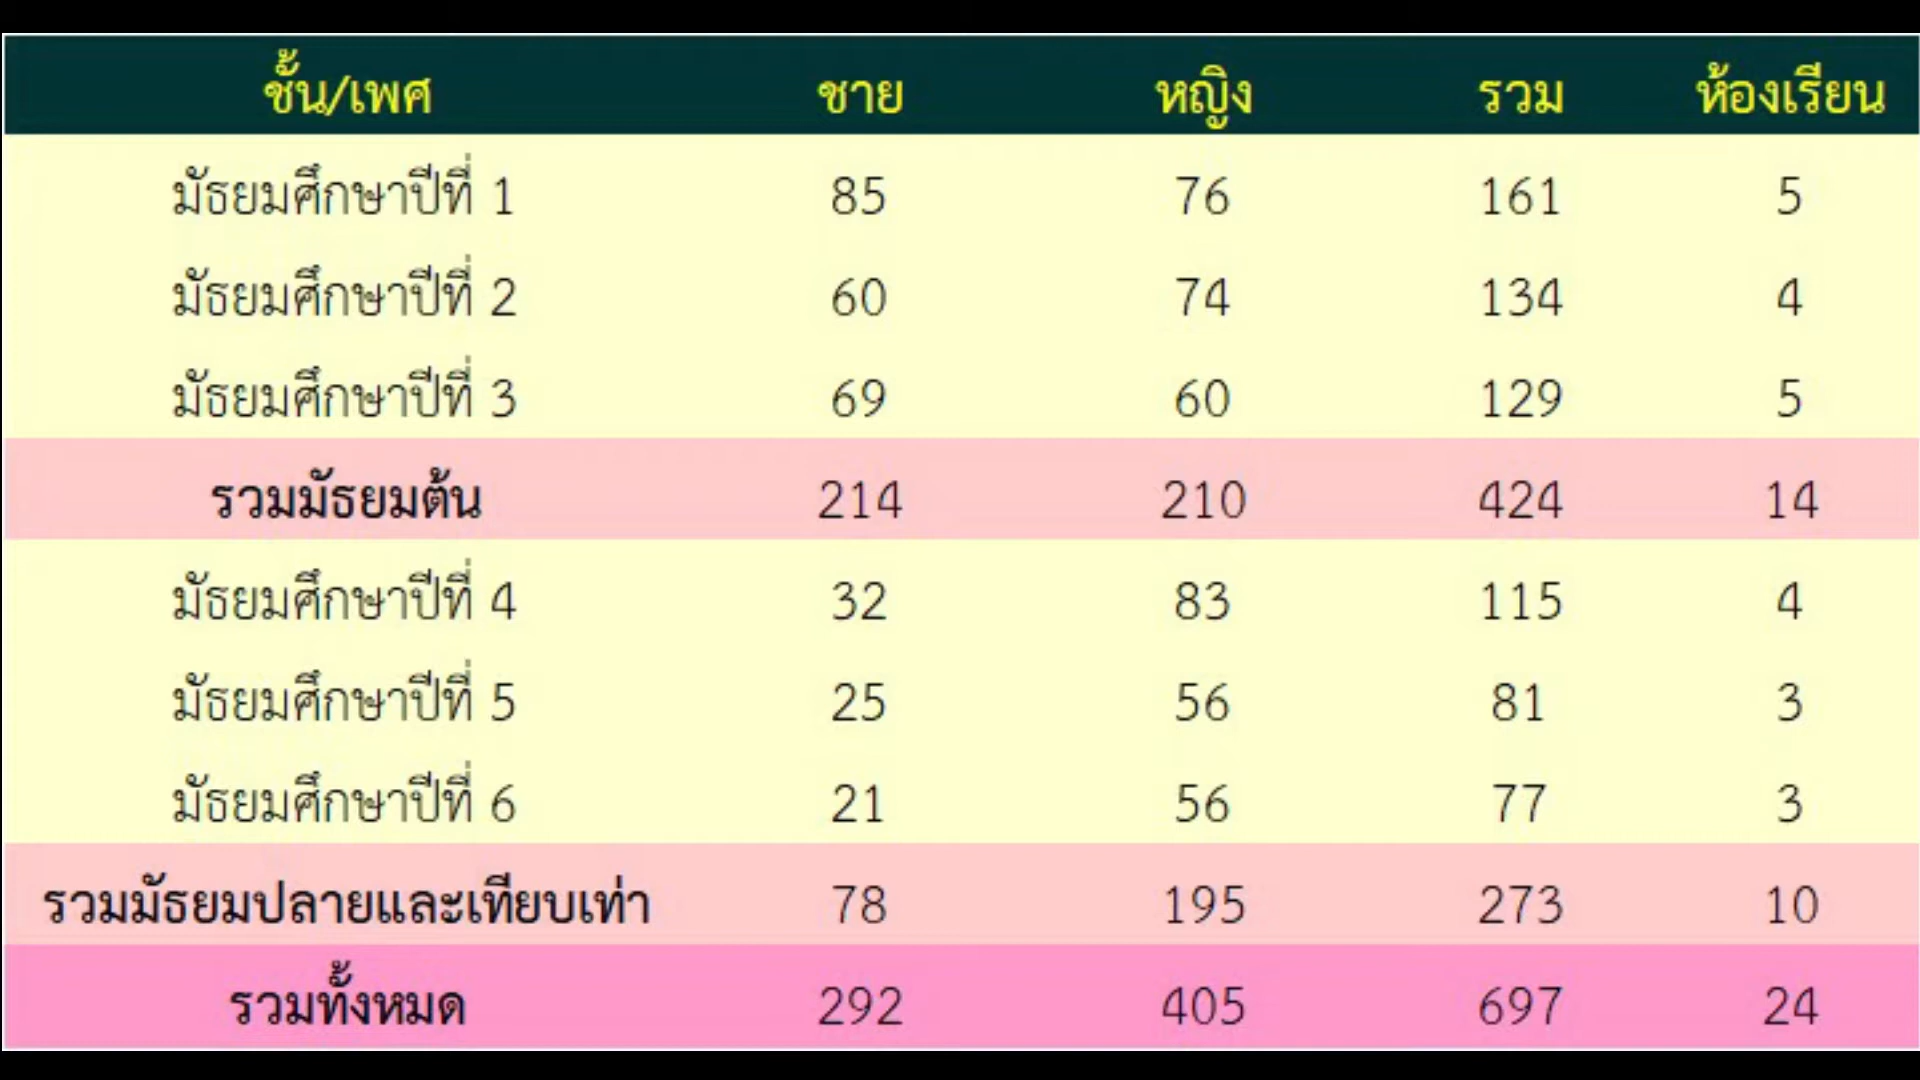 ชั้น/เพศ ชาย หญิง รวม ห้องเรียน
มัธยมศึกษาปีที่ 1 85 76 161 5
มัธยมศึกษาปีที่ 2 60 74 134 4
มัธยมศึกษาปีที่ 3 69 60 129 5
รวมมัธยมต้น 214 210 424 14
มัธยมศึกษาปีที่ 4 32 83 115 4
มัธยมศึกษาปีที่ 5 25 56 81 3
มัธยมศึกษาปีที่ 6 21 56 77 3
รวมมัธยมปลายและเทียบเท่า 78 195 273 10
รวมทั้งหมด 292 405 697 24